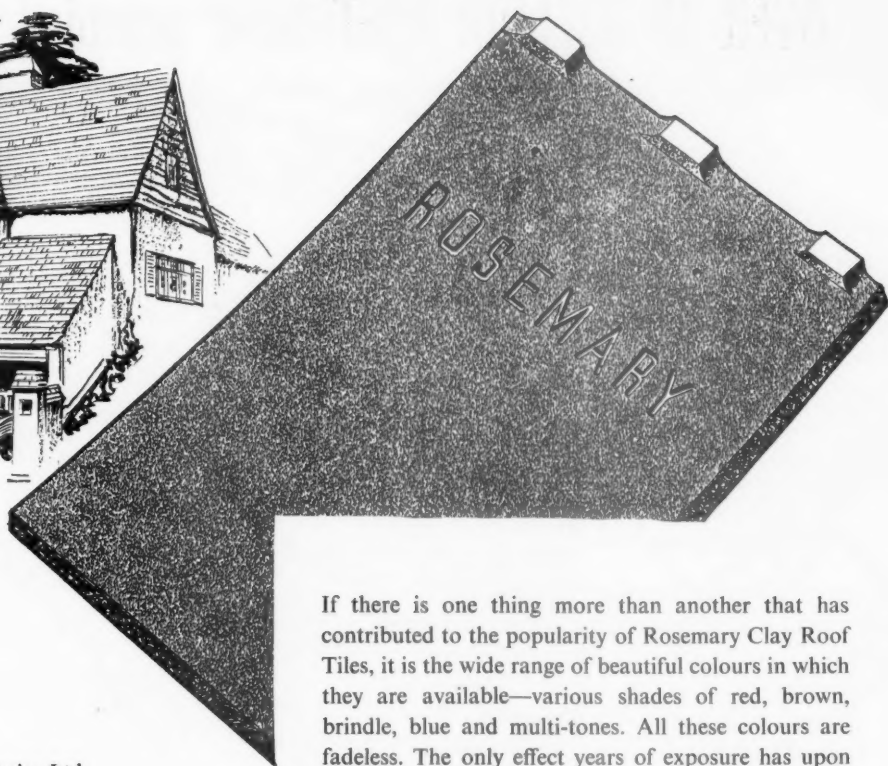 ROSEMARY
If there is one thing more than another that has
contributed to the popularity of Rosemary Clay Roof
Tiles, it is the wide range of beautiful colours in which
they are available—various shades of red, brown,
brindle, blue and multi-tones. All these colours are
fadeless. The only effect years of exposure has upon
Ltd